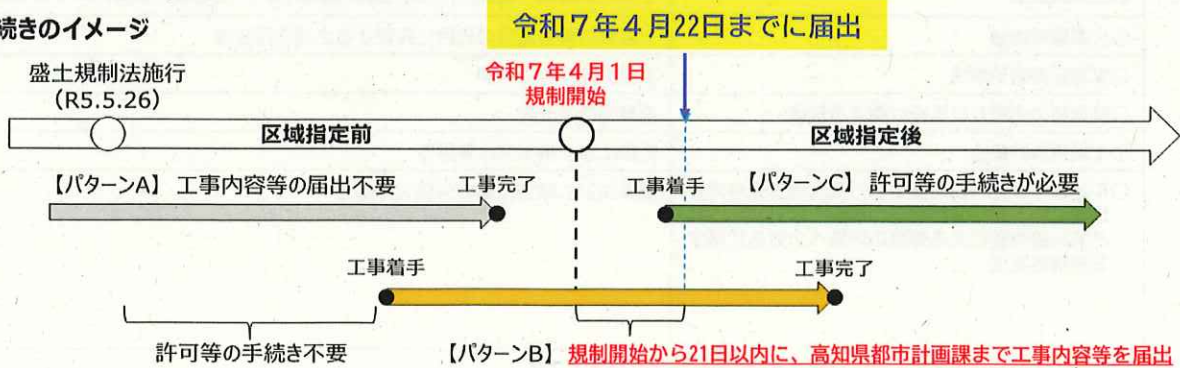 続きのイメージ
令和７年４月22日までに届出
盛土規制法施行
(R5.5.26)
令和７年４月１日
規制開始
区域指定前
区域指定後
【パターンA】 工事内容等の届出不要
工事完了
工事着手
【パターンC】 許可等の手続きが必要
工事着手
工事完了
許可等の手続き不要
【パターンB】 規制開始から21日以内に、高知県都市計画課まで工事内容等を届出